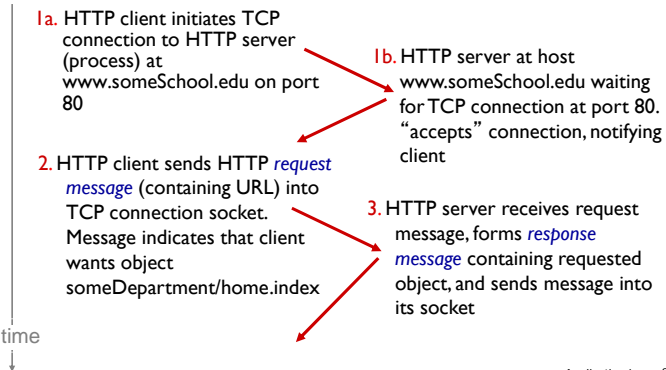 1a. HTTP client initiates TCP
connection to HTTP server
(process) at
www.someSchool.edu on port
80
1b. HTTP server at host
www.someSchool.edu waiting
for TCP connection at port 80.
“accepts” connection, notifying
client
2. HTTP client sends HTTP request
message (containing URL) into
TCP connection socket.
Message indicates that client
wants object
someDepartment/home.index
3. HTTP server receives request
message, forms response
message containing requested
object, and sends message into
its socket
time